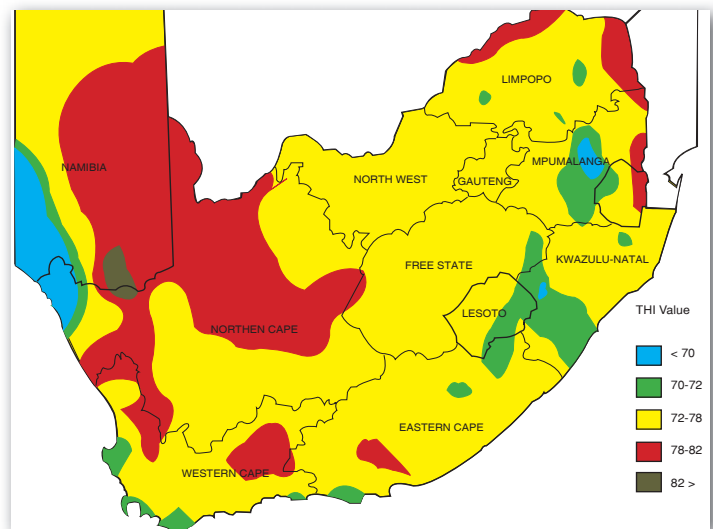 LIMPOPO
NAMIBIA
MPUMALANGA
NORTH WEST
GAUTENG
FREE STATE
KWAZULU-NATAL
LESOTO
NORTHEN CAPE
EASTERN CAPE
WESTERN CAPE
THI Value
< 70
70-72
72-78
78-82
82 >